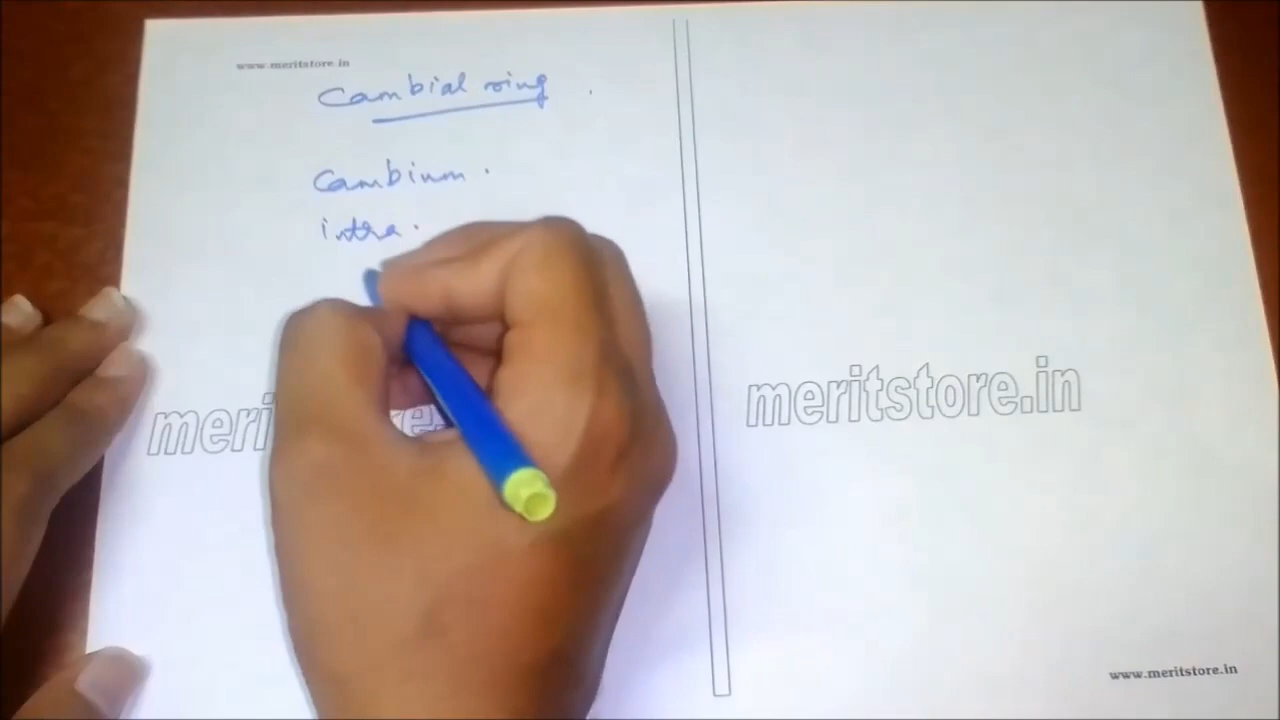 www.meritstore.in
Cambial ring .
Cambium .
intra .
meritstore.in
www.meritstore.in